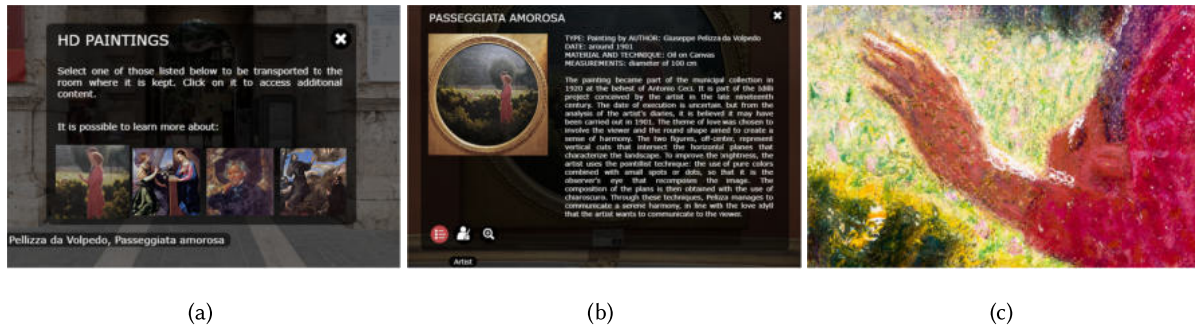 HD PAINTINGS
Select one of those listed below to be transported to the
room where it is kept. Click on it to access additional
content.
It is possible to learn more about:
Pellizza da Volpedo, Passeggiata amorosa
(a)
PASSEGGIATA AMOROSA
TYPE: Painting by AUTHOR: Giuseppe Pelizza da Volpedo
DATE: around 1901
MATERIAL AND TECHNIQUE: Oil on Canvas
MEASUREMENTS: diameter of 100 cm
The painting became part of the municipal collection in
1920 at the behest of Antonio Ceci. It is part of the Idilli
project conceived by the artist in the late nineteenth
century. The date of execution is uncertain, but from the
analysis of the artist's diaries, it is believed it may have
been carried out in 1901. The theme of love was chosen to
involve the viewer and the round shape aimed to create a
sense of harmony. The two figures, off-center, represent
vertical cuts that intersect the horizontal planes that
characterize the landscape. To improve the brightness, the
artist uses the pointillist technique: the use of pure colors
combined with small spots or dots, so that it is the
observer's eye that recomposes the image. The
composition of the plans is then obtained with the use of
chiaroscuro. Through these techniques, Peliza manages to
communicate a serene harmony, in line with the love idyll
that the artist wants to communicate to the viewer.
Artist
(b)
(c)